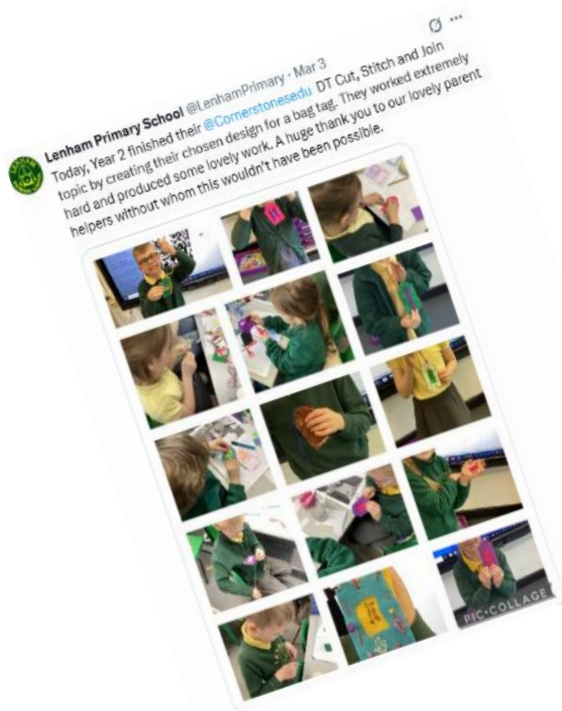 Lenham Primary School @LenhamPrimary · Mar 3
Today, Year 2 finished their @Cornerstonesedu DT Cut, Stitch and Join
topic by creating their chosen design for a bag tag. They worked extremely
hard and produced some lovely work. A huge thank you to our lovely parent
helpers without whom this wouldn't have been possible.
PIC•COLLAGE